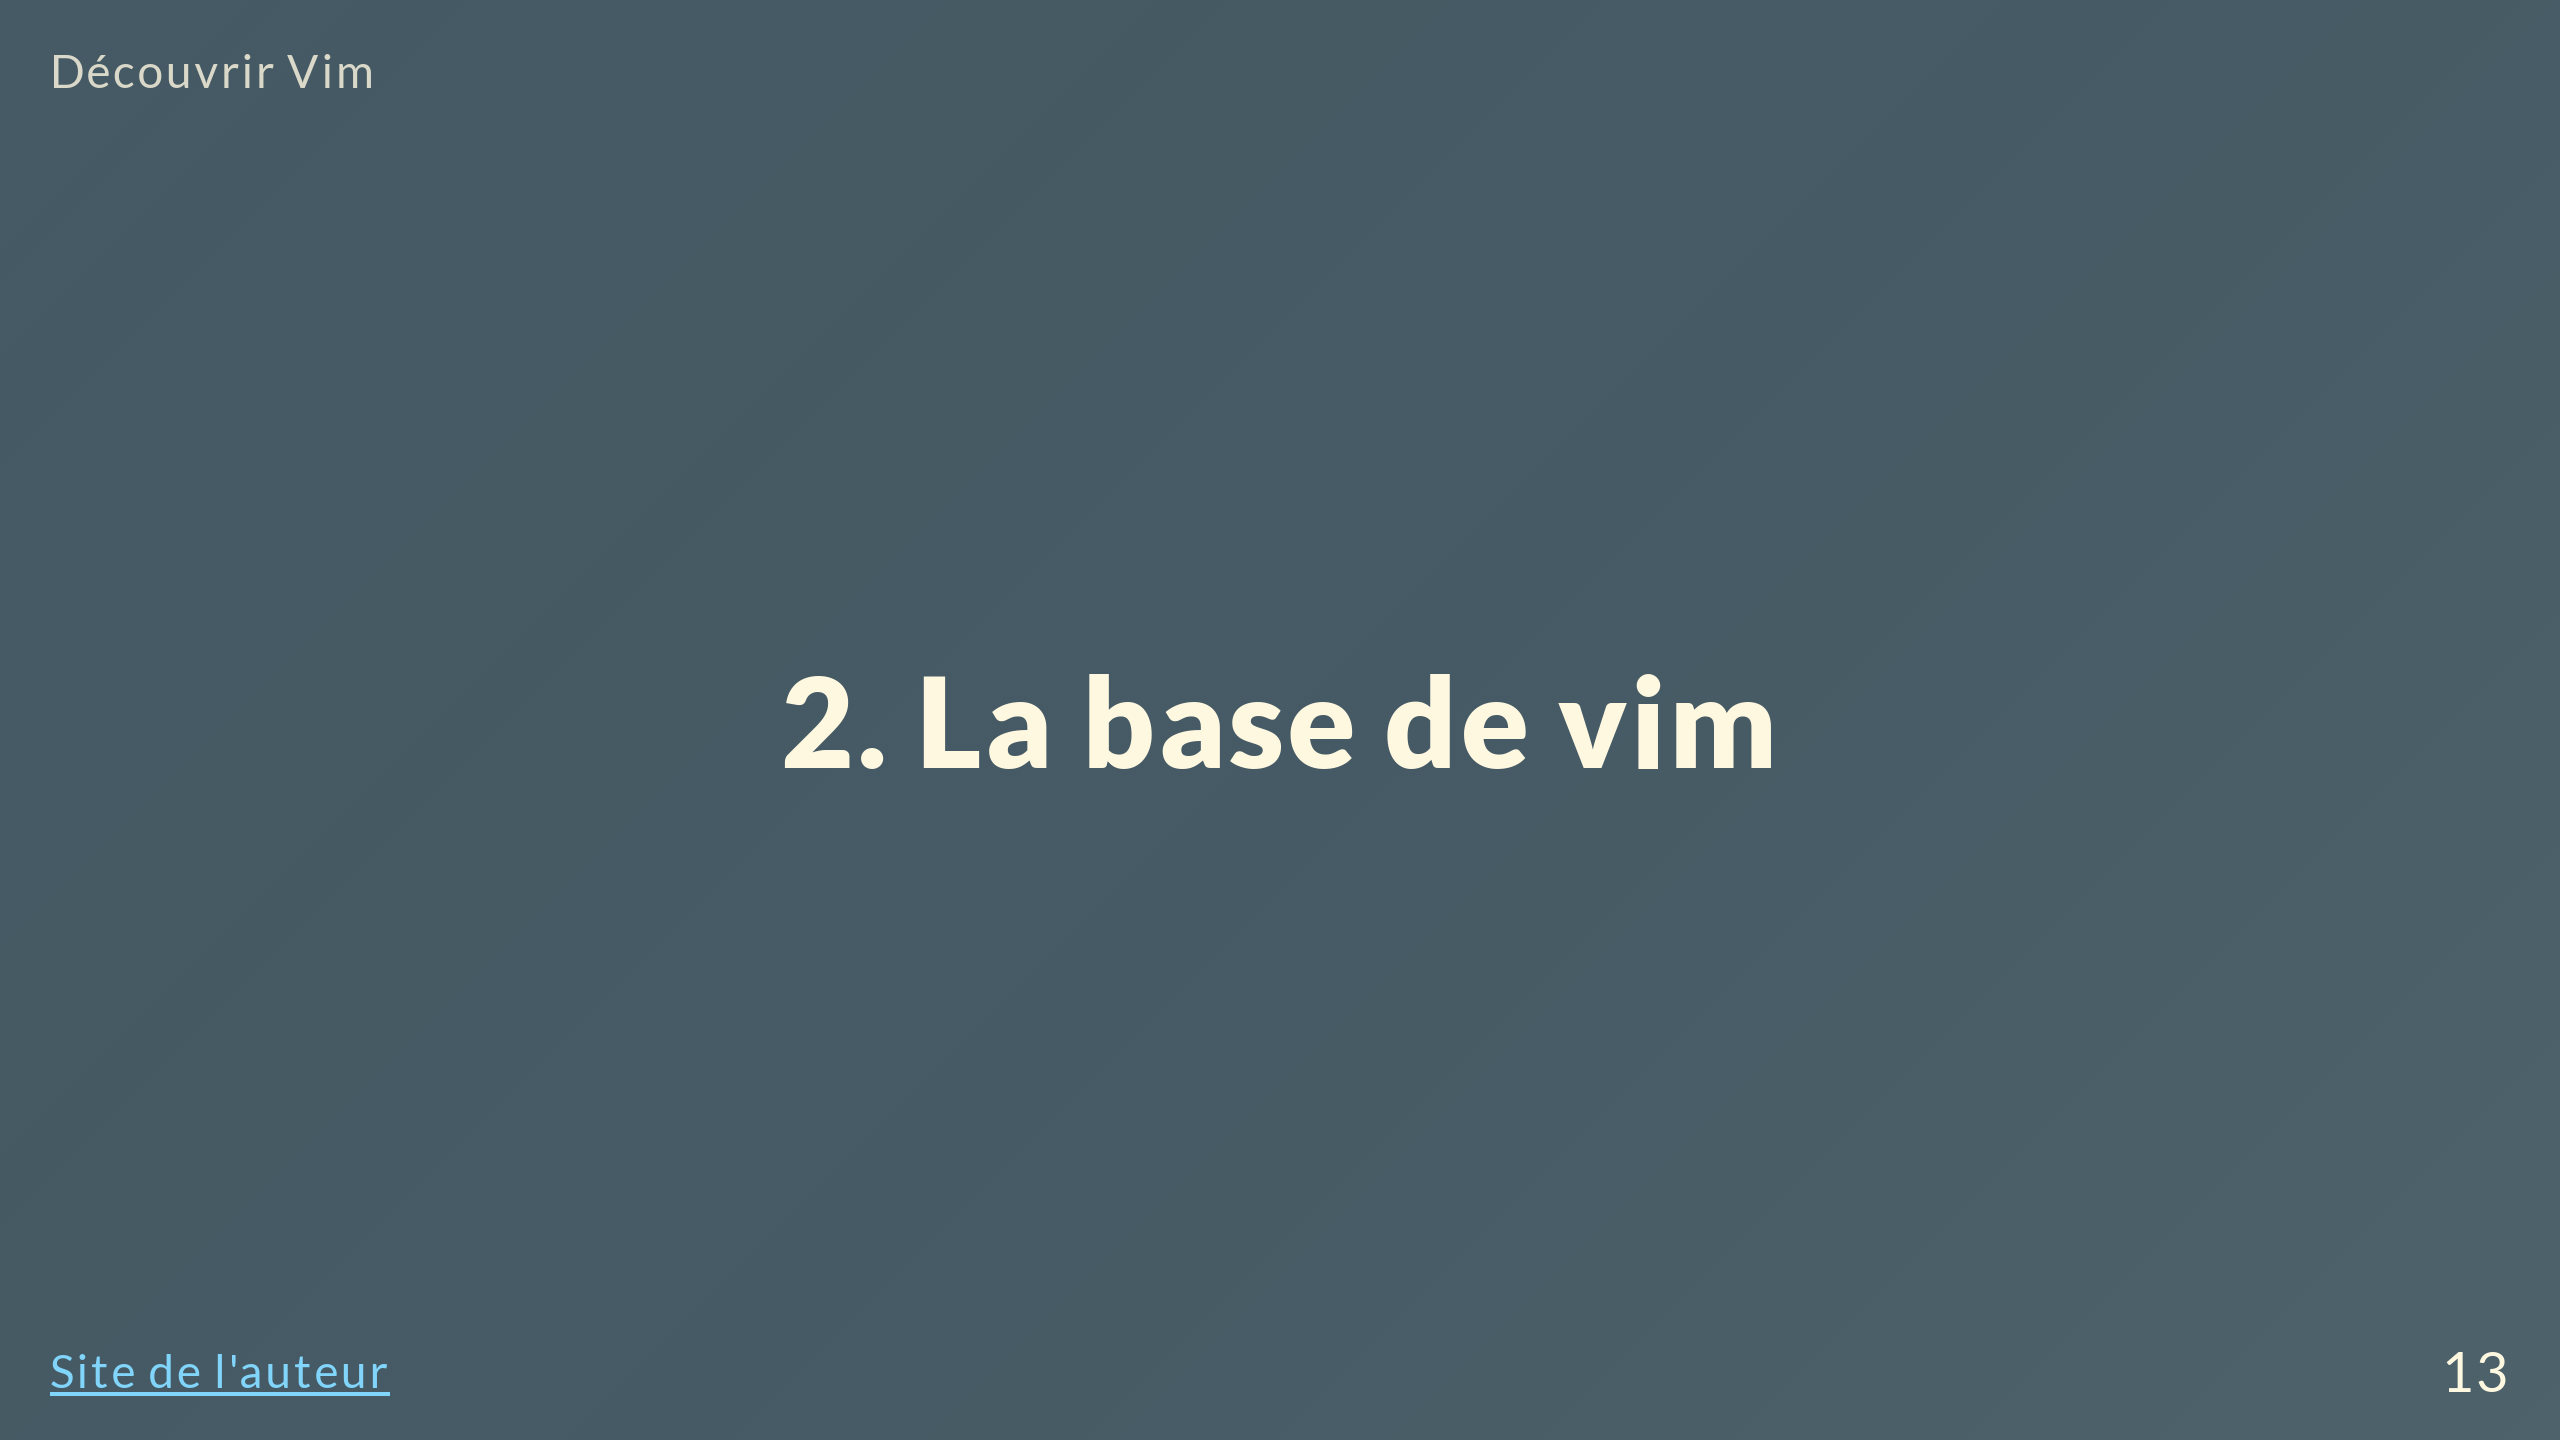 Découvrir Vim
2. La base de vim
Site de l'auteur
13